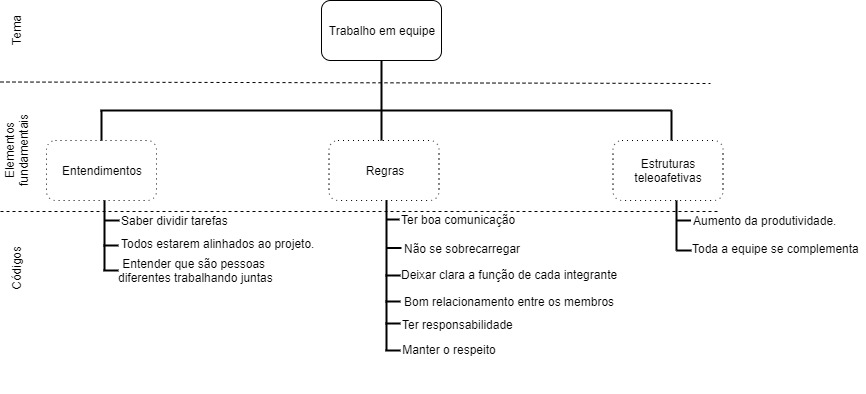 Tema
Trabalho em equipe
Elementos
fundamentais
Entendimentos
Regras
Estruturas
teleoafetivas
Códigos
Saber dividir tarefas
Todos estarem alinhados ao projeto.
Entender que são pessoas
diferentes trabalhando juntas
Ter boa comunicação
Não se sobrecarregar
Deixar clara a função de cada integrante
Bom relacionamento entre os membros
Ter responsabilidade
Manter o respeito
Aumento da produtividade.
Toda a equipe se complementa